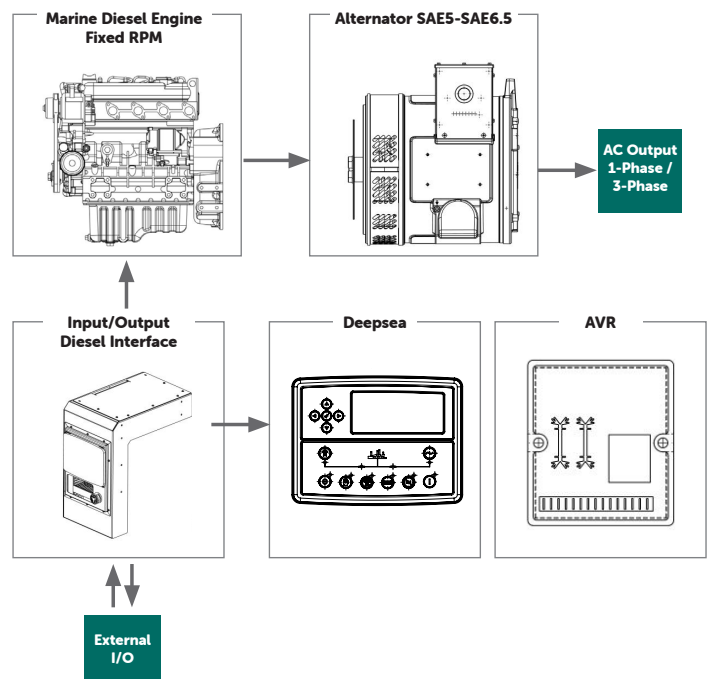 Marine Diesel Engine
Fixed RPM
Alternator SAE5-SAE6.5
AC Output
1-Phase /
3-Phase
Input/Output
Diesel Interface
Deepsea
AVR
External
I/O